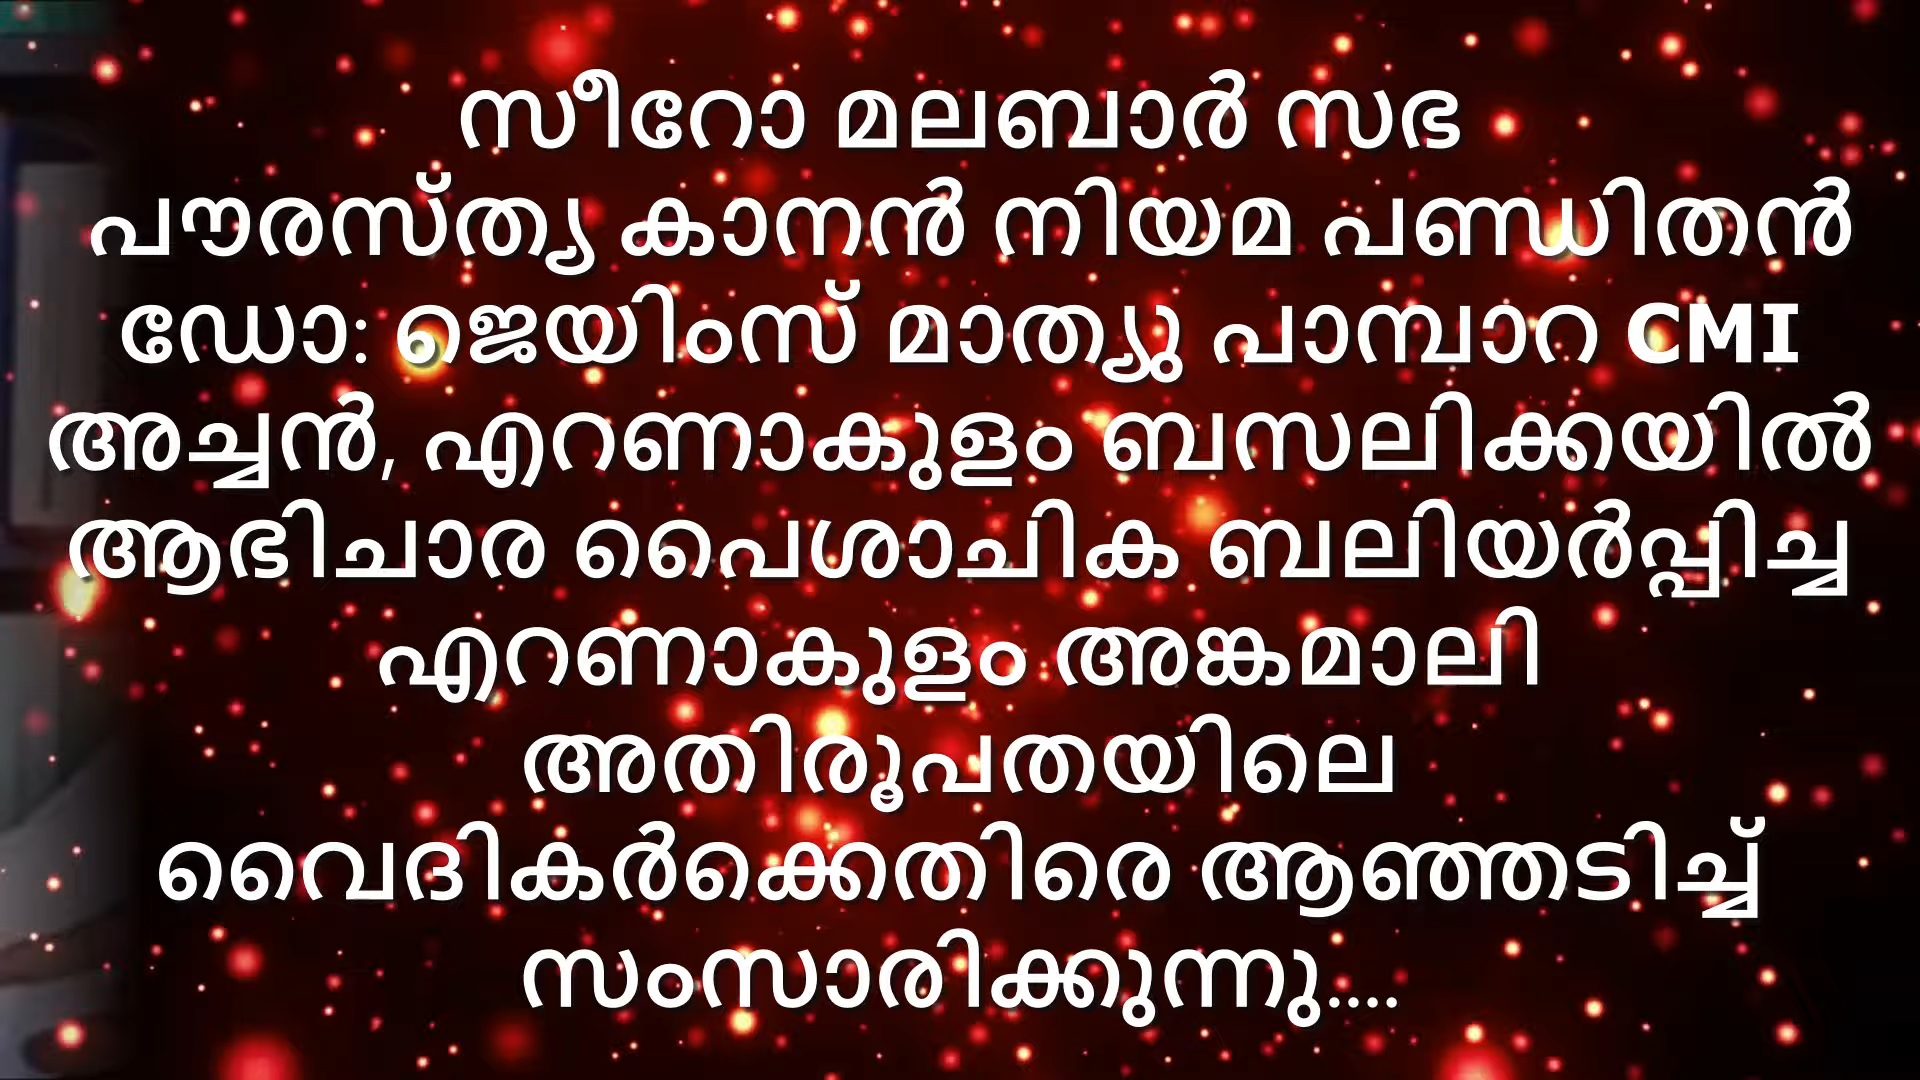 സീറോ മലബാർ സഭ
പൗരസ്ത്യ കാനൻ നിയമ പണ്ഡിതൻ
ഡോ: ജെയിംസ് മാത്യു പാമ്പാറ CMI
അച്ചൻ, എറണാകുളം ബസലിക്കയിൽ
ആഭിചാര പൈശാചിക ബലിയർപ്പിച്ച
എറണാകുളം അങ്കമാലി
അതിരൂപതയിലെ
വൈദികർക്കെതിരെ ആഞ്ഞടിച്ച്
സംസാരിക്കുന്നു....